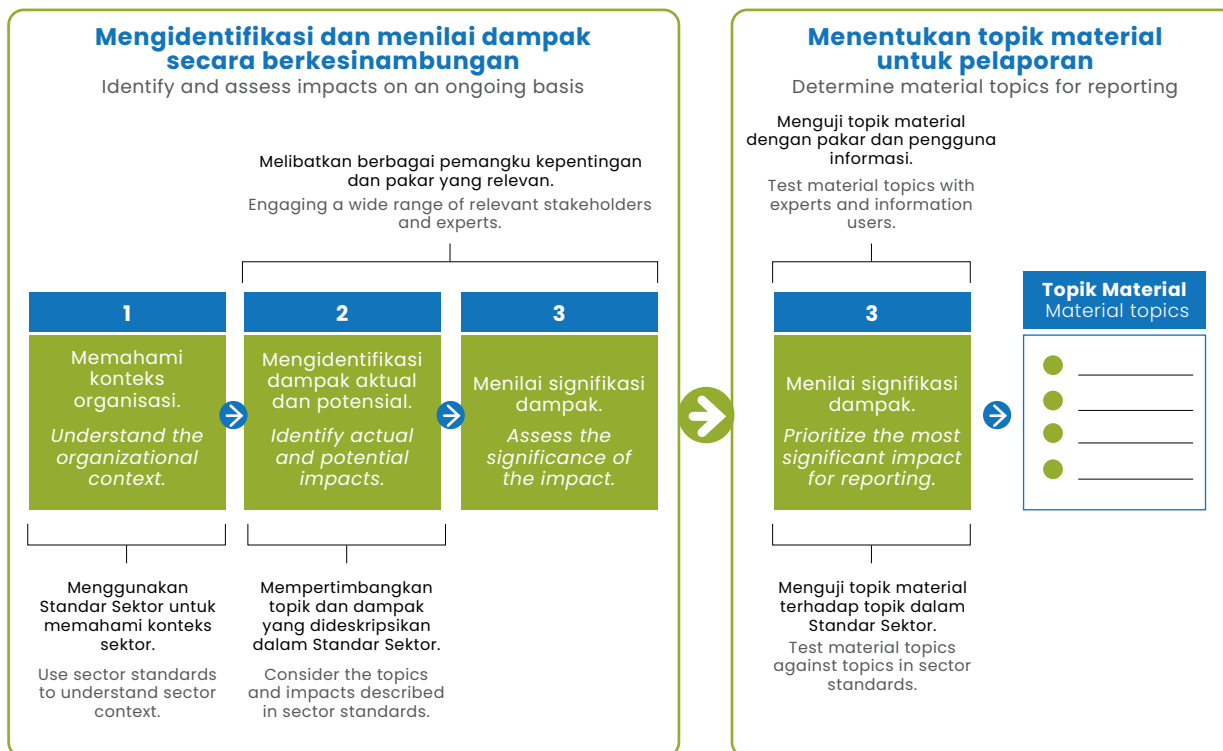 Mengidentifikasi dan menilai dampak
secara berkesinambungan
Identify and assess impacts on an ongoing basis
Melibatkan berbagai pemangku kepentingan
dan pakar yang relevan.
Engaging a wide range of relevant stakeholders
and experts.
1
Memahami
konteks
organisasi.
Understand the
organizational
context.
2
Mengidentifikasi
dampak aktual
dan potensial.
Identify actual
and potential
impacts.
3
Menilai signifikasi
dampak.
Assess the
significance of
the impact.
Menggunakan
Standar Sektor untuk
memahami konteks
sektor.
Use sector standards
to understand sector
context.
Mempertimbangkan
topik dan dampak
yang dideskripsikan
dalam Standar Sektor.
Consider the topics
and impacts described
in sector standards.
Menentukan topik material
untuk pelaporan
Determine material topics for reporting
Menguji topik material
dengan pakar dan pengguna
informasi.
Test material topics with
experts and information
users.
3
Menilai signifikasi
dampak.
Prioritize the most
significant impact
for reporting.
Menguji topik material
terhadap topik dalam
Standar Sektor.
Test material topics
against topics in sector
standards.
Topik Material
Material topics